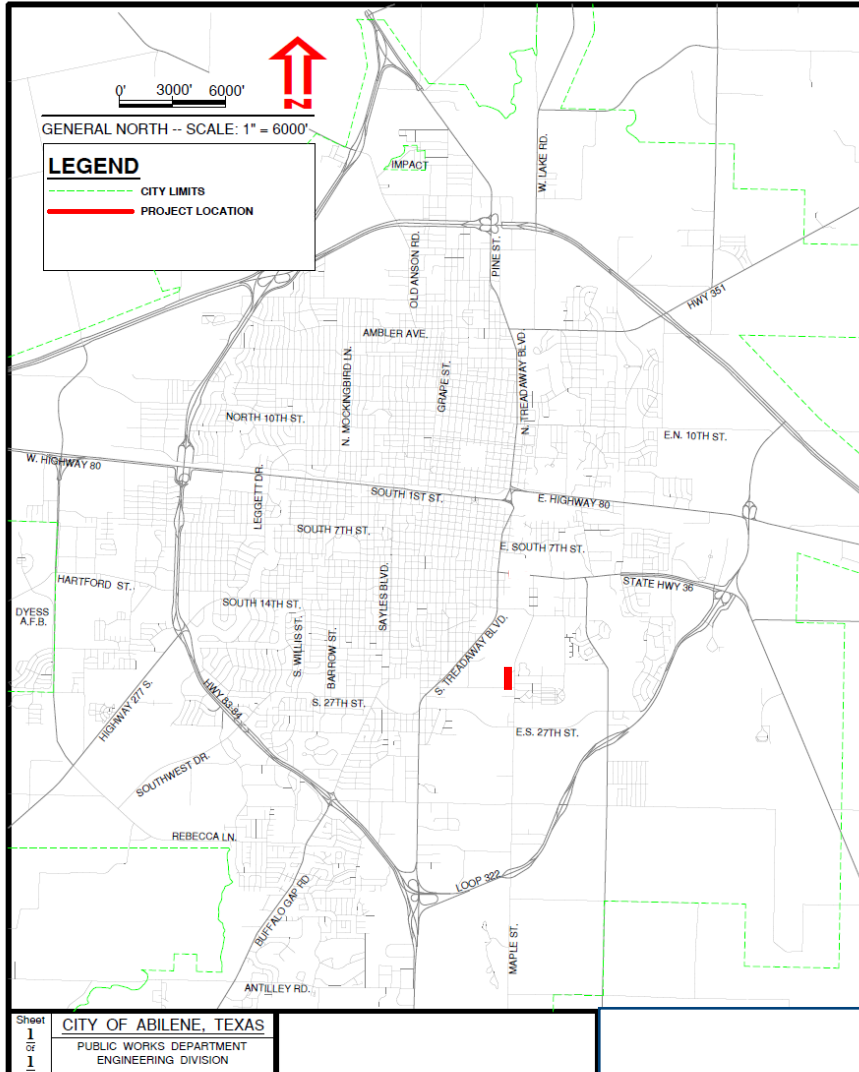 N
0' 3000' 6000'
GENERAL NORTH -- SCALE: 1" = 6000'
LEGEND
CITY LIMITS
PROJECT LOCATION
IMPACT
W. LAKE RD.
OLD ANSON RD.
PINE ST.
HWY 351
AMBLER AVE.
N. MOCKINGBIRD LN.
GRAPE ST.
N. TREADAWAY BLVD.
NORTH 10TH ST.
E.N. 10TH ST.
W. HIGHWAY 80
LEGGETT DR.
SOUTH 1ST ST.
E. HIGHWAY 80
SOUTH 7TH ST.
E. SOUTH 7TH ST.
HARTFORD ST.
SAYLES BLVD.
STATE HWY 36
DYESS
A.F.B.
SOUTH 14TH ST.
S. WILLIS ST.
BARROW ST.
S. TREADAWAY BLVD.
HIGHWAY 277 S.
HWY 83-84
S. 27TH ST.
E.S. 27TH ST.
SOUTHWEST DR.
REBECCA LN.
LOOP 322
BUFFALO GAP RD
MAPLE ST.
ANTILLEY RD.
Sheet
1
OF
1
CITY OF ABILENE, TEXAS
PUBLIC WORKS DEPARTMENT
ENGINEERING DIVISION